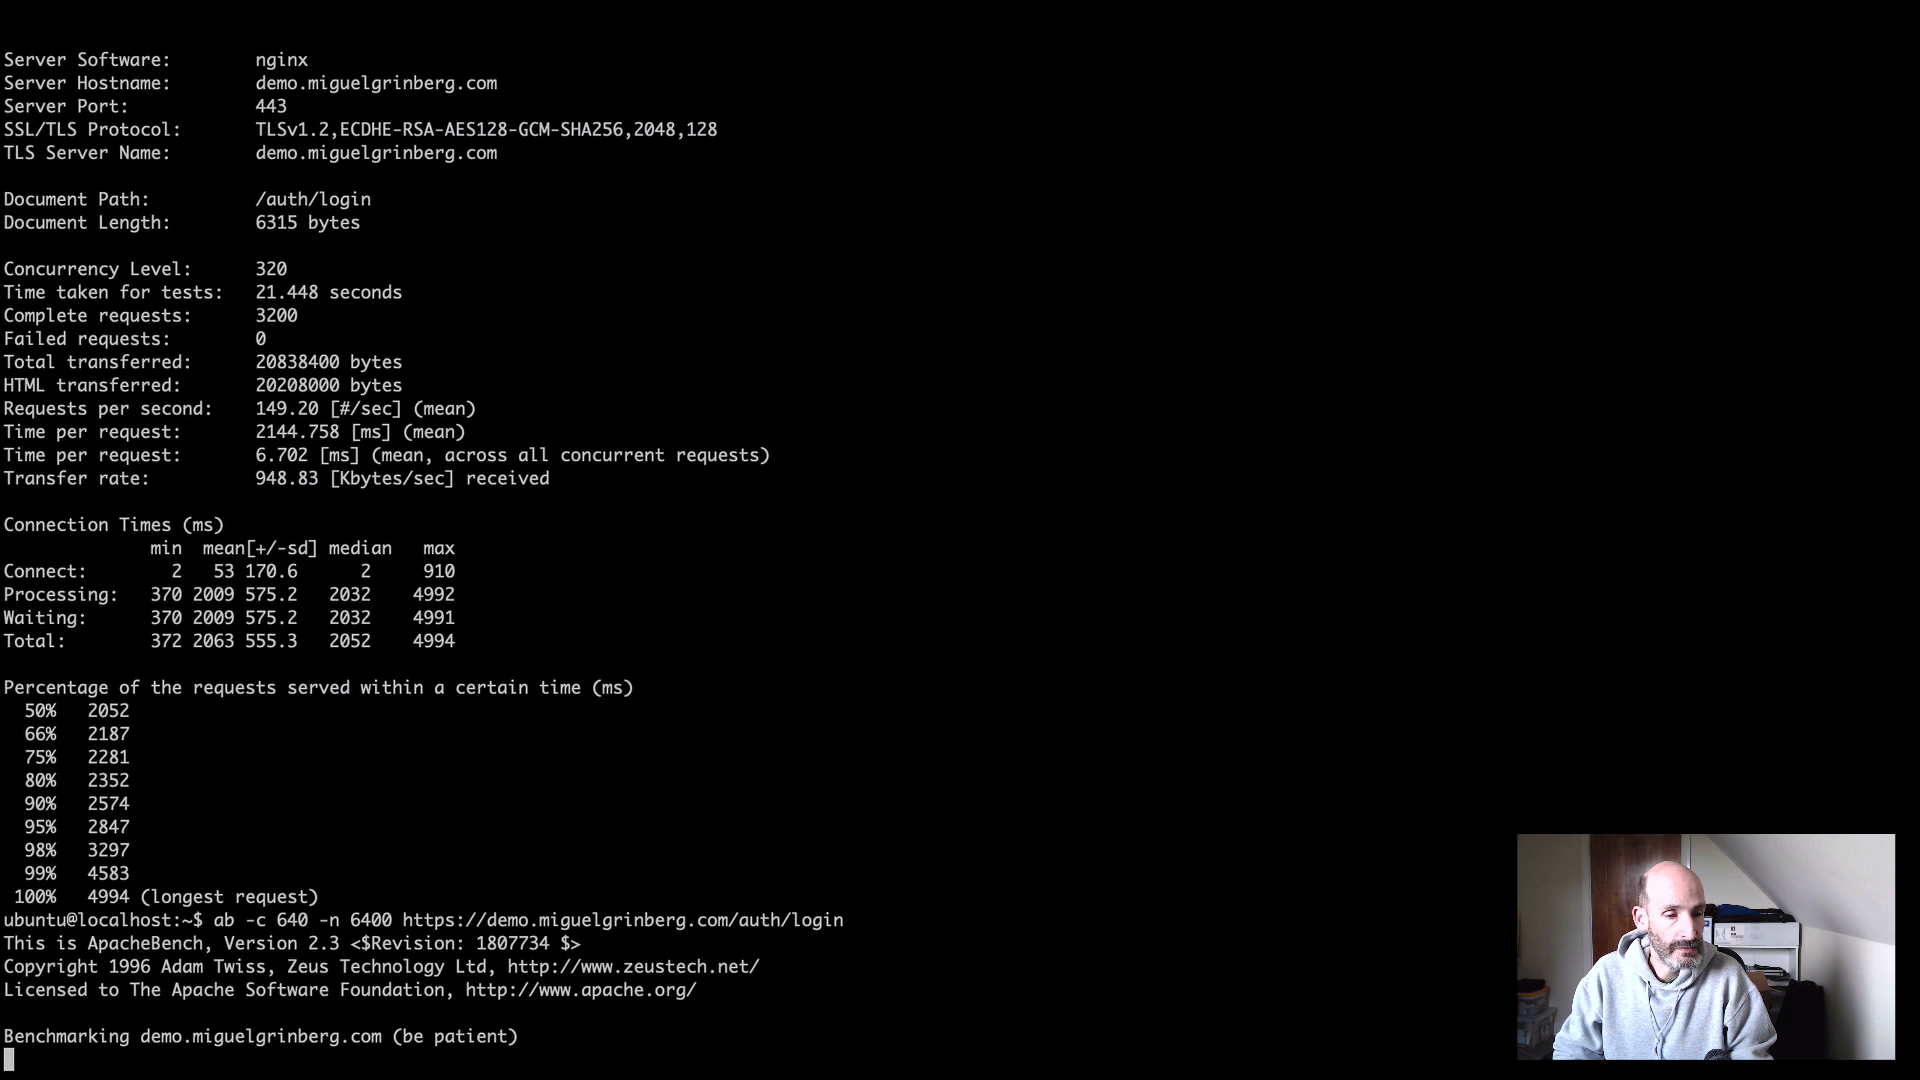 Server Software:        nginx
Server Hostname:        demo.miguelgrinberg.com
Server Port:            443
SSL/TLS Protocol:       TLSv1.2,ECDHE-RSA-AES128-GCM-SHA256,2048,128
TLS Server Name:        demo.miguelgrinberg.com

Document Path:          /auth/login
Document Length:        6315 bytes

Concurrency Level:      320
Time taken for tests:   21.448 seconds
Complete requests:      3200
Failed requests:        0
Total transferred:      20838400 bytes
HTML transferred:       20208000 bytes
Requests per second:    149.20 [#/sec] (mean)
Time per request:       2144.758 [ms] (mean)
Time per request:       6.702 [ms] (mean, across all concurrent requests)
Transfer rate:          948.83 [Kbytes/sec] received

Connection Times (ms)
              min  mean[+/-sd] median   max
Connect:        2   53 170.6      2     910
Processing:   370 2009 575.2   2032    4992
Waiting:      370 2009 575.2   2032    4991
Total:        372 2063 555.3   2052    4994

Percentage of the requests served within a certain time (ms)
  50%   2052
  66%   2187
  75%   2281
  80%   2352
  90%   2574
  95%   2847
  98%   3297
  99%   4583
 100%   4994 (longest request)
ubuntu@localhost:~$ ab -c 640 -n 6400 https://demo.miguelgrinberg.com/auth/login
This is ApacheBench, Version 2.3 <$Revision: 1807734 $>
Copyright 1996 Adam Twiss, Zeus Technology Ltd, http://www.zeustech.net/
Licensed to The Apache Software Foundation, http://www.apache.org/

Benchmarking demo.miguelgrinberg.com (be patient)